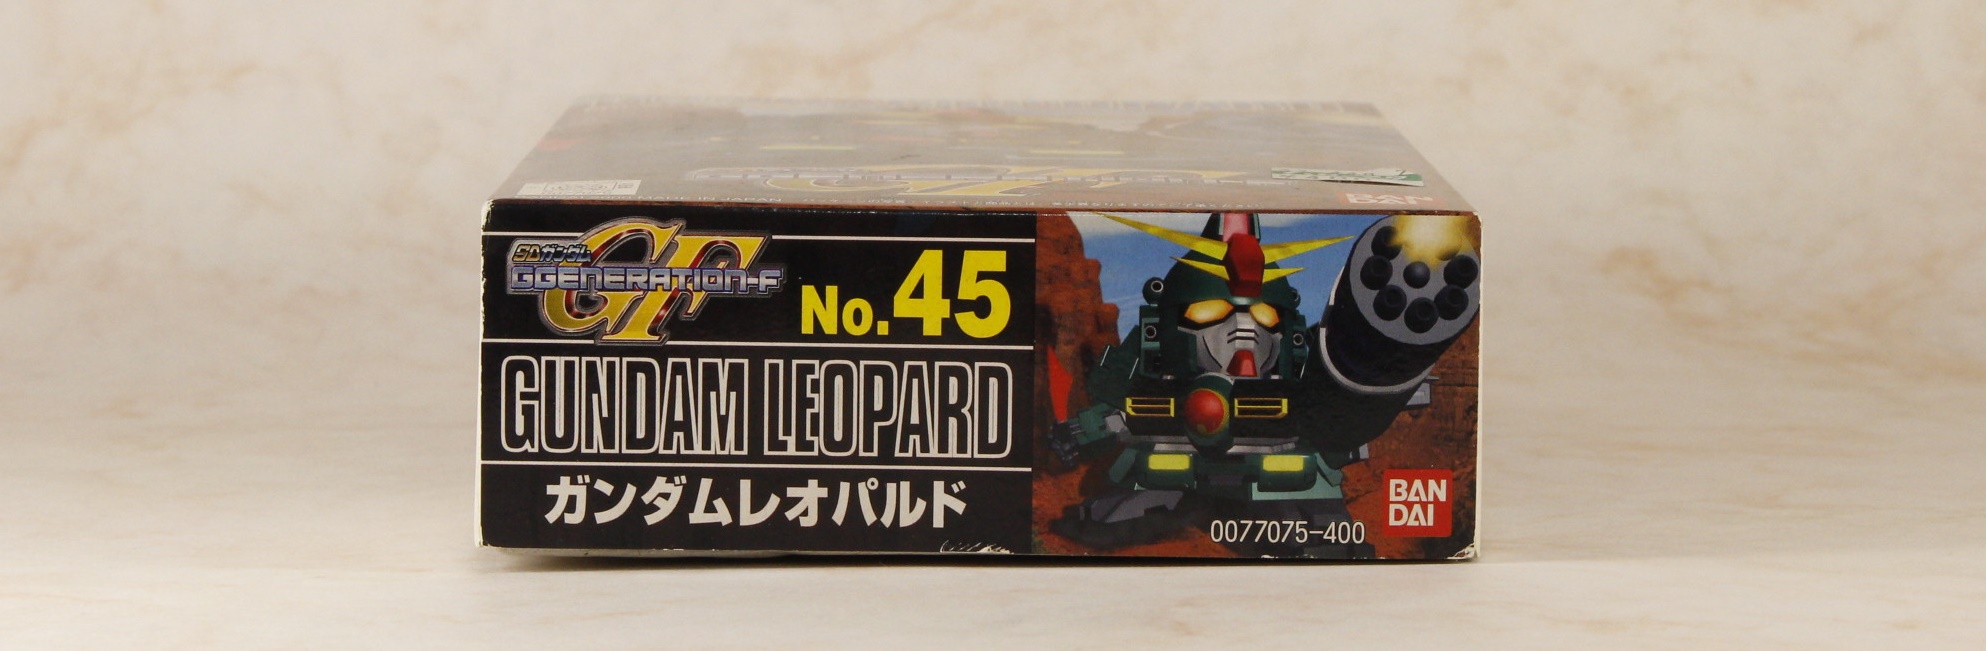 SDガンダム
GGENERATION-F
GF
No.45
GUNDAM LEOPARD
ガンダムレオパルド
0077075-400
BAN
DAI